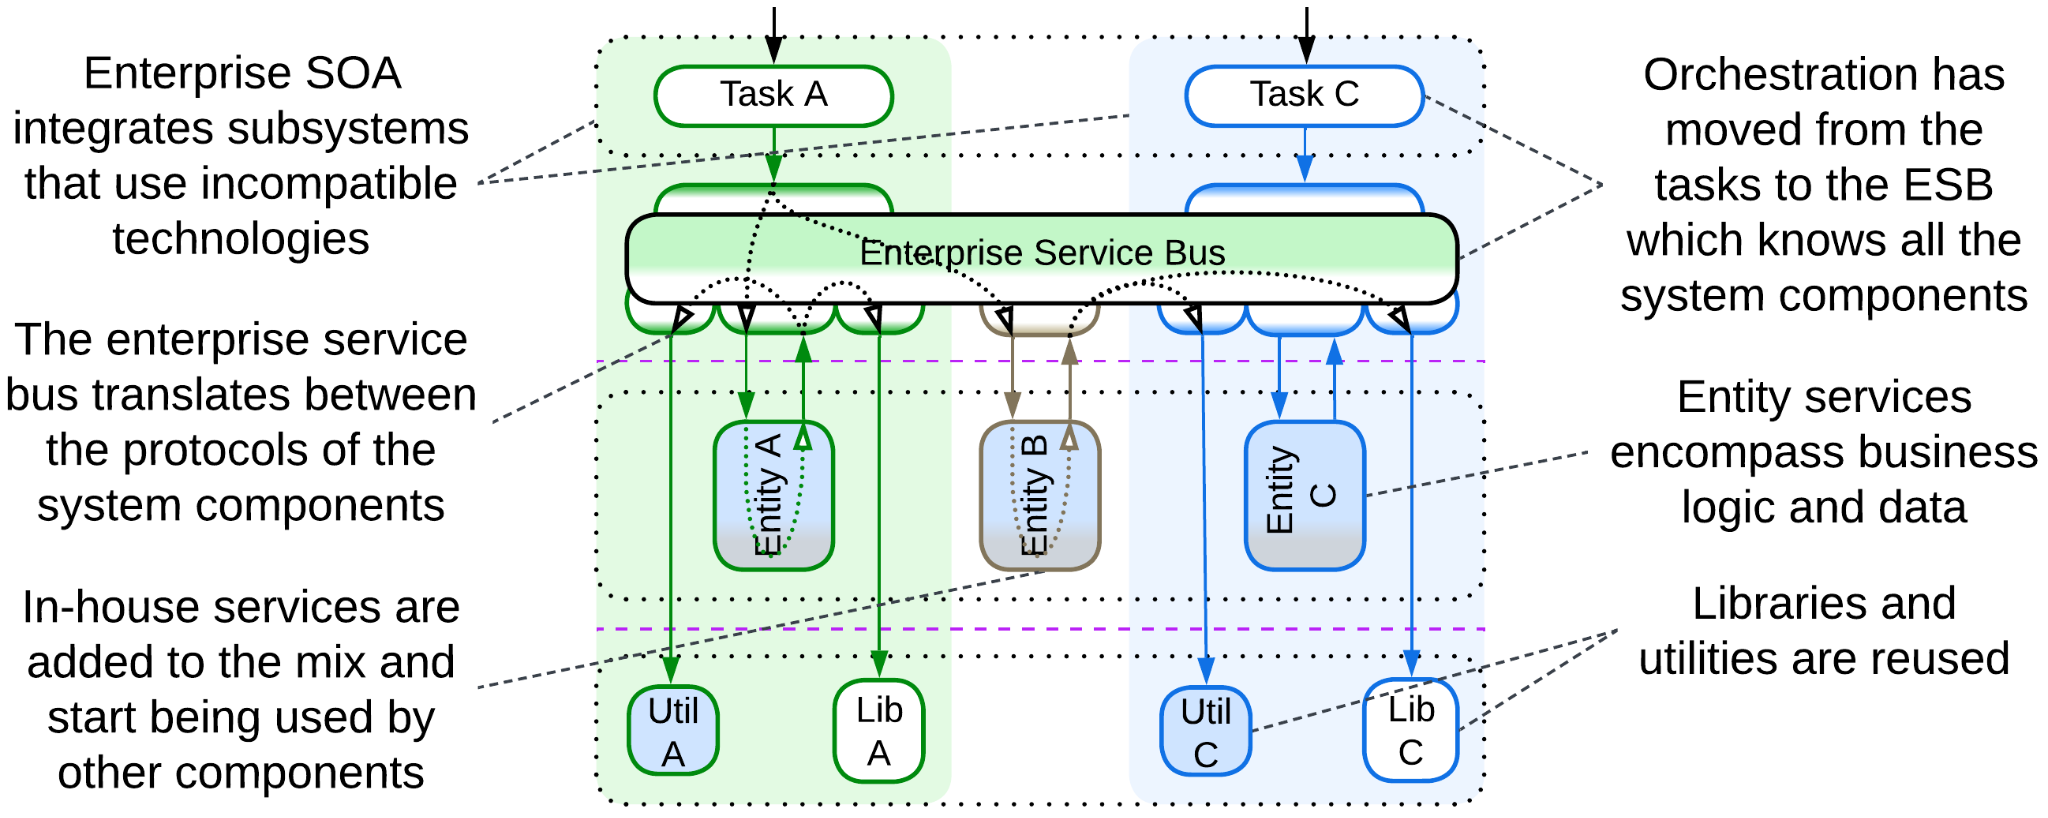 Enterprise SOA
integrates subsystems
that use incompatible
technologies
The enterprise service
bus translates between
the protocols of the
system components
In-house services are
added to the mix and
start being used by
other components
Task A
Task C
Enterprise Service Bus
Entity A
Entity B
Entity
C
Util
A
Lib
A
Util
C
Lib
C
Orchestration has
moved from the
tasks to the ESB
which knows all the
system components
Entity services
encompass business
logic and data
Libraries and
utilities are reused